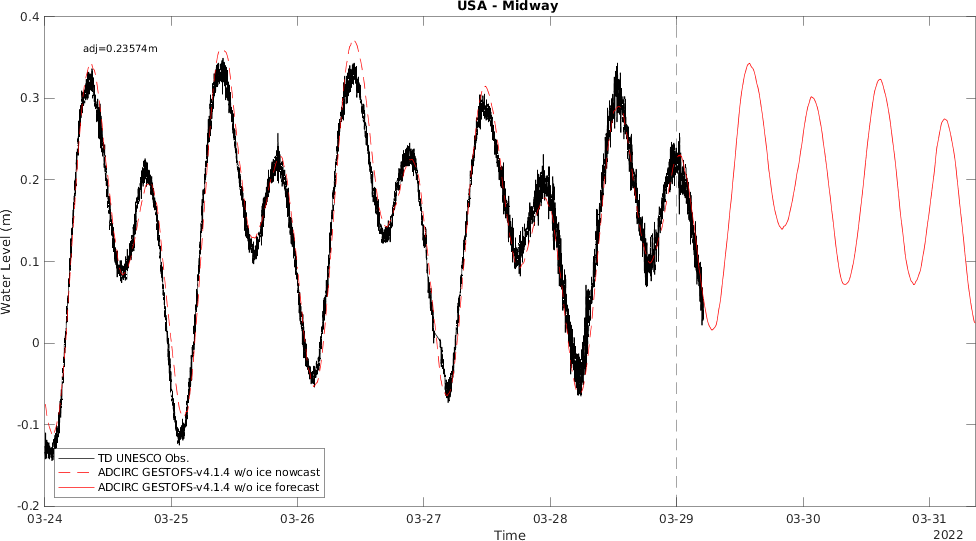 USA - Midway
adj=0.23574m
0.4
0.3
0.2
0.1
0
-0.1
-0.2
Water Level (m)
TD UNESCO Obs.
ADCIRC GESTOFS-v4.1.4 w/o ice nowcast
ADCIRC GESTOFS-v4.1.4 w/o ice forecast
03-24 03-25 03-26 03-27 03-28 03-29 03-30 03-31
Time
2022